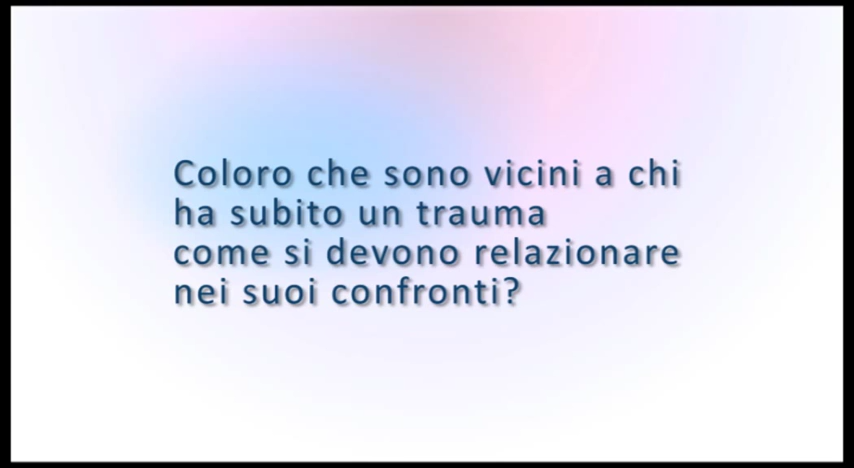 Coloro che sono vicini a chi
ha subito un trauma
come si devono relazionare
nei suoi confronti?